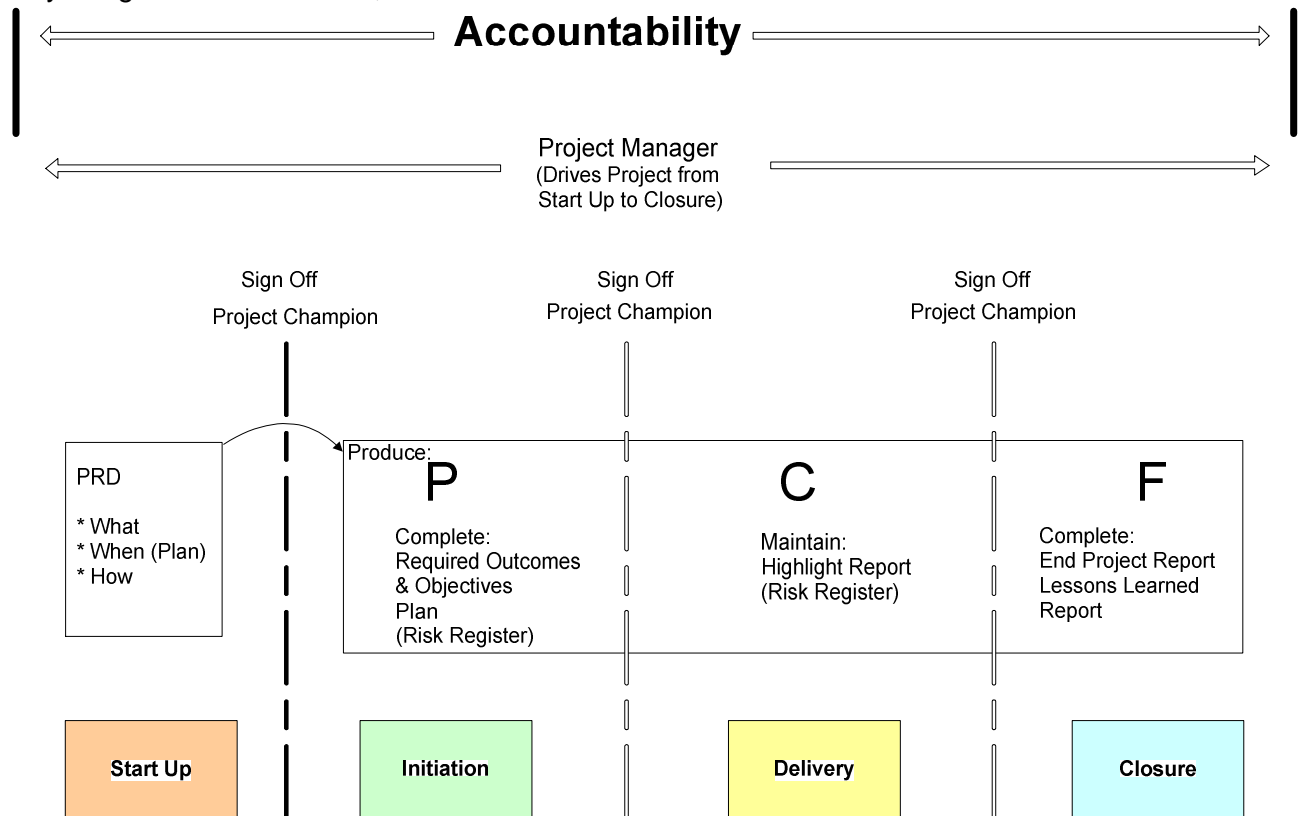 Accountability
Project Manager
(Drives Project from
Start Up to Closure)
Sign Off
Project Champion
Sign Off
Project Champion
Sign Off
Project Champion
PRD
* What
* When (Plan)
* How
Produce:
P
Complete:
Required Outcomes
& Objectives
Plan
(Risk Register)
C
Maintain:
Highlight Report
(Risk Register)
F
Complete:
End Project Report
Lessons Learned
Report
Start Up
Initiation
Delivery
Closure